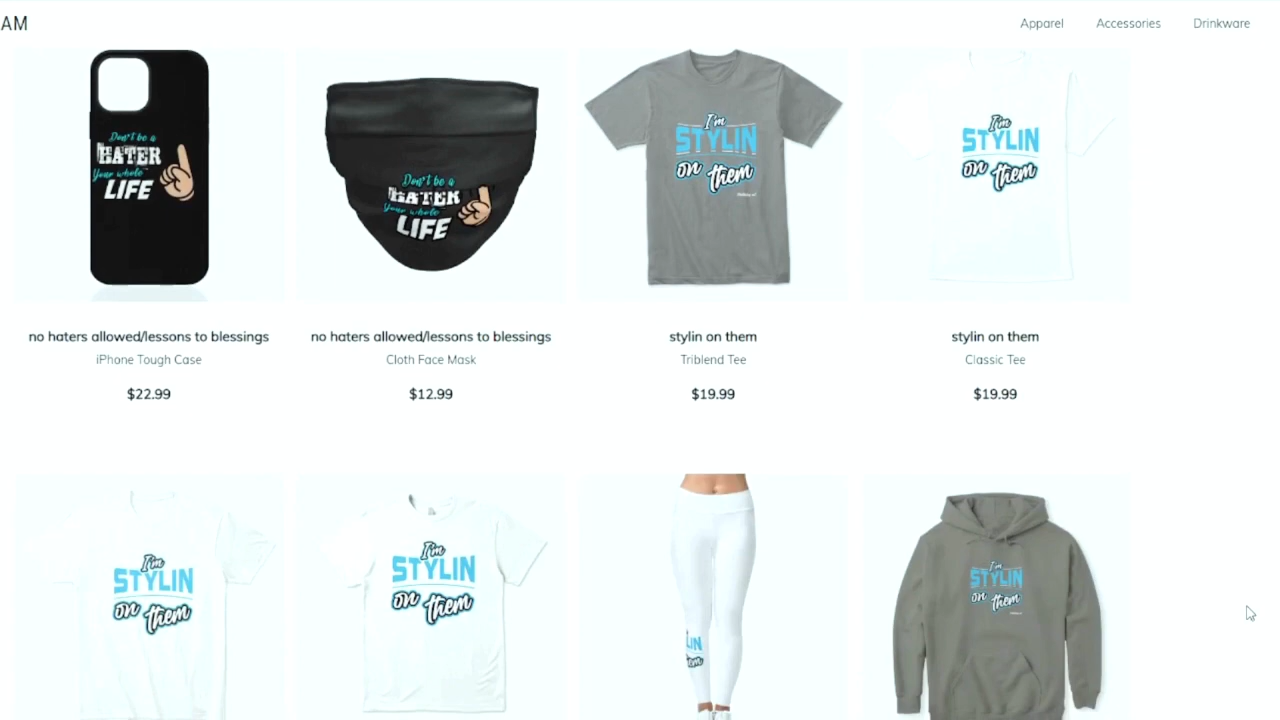 AM
Apparel
Accessories
Drinkware
Don't be a
HATER
Your whole
LIFE
Don't be a
HATER
Your whole
LIFE
I'm
STYLIN
on them
I'm
STYLIN
on them
no haters allowed/lessons to blessings
iPhone Tough Case
$22.99
no haters allowed/lessons to blessings
Cloth Face Mask
$12.99
stylin on them
Triblend Tee
$19.99
stylin on them
Classic Tee
$19.99
I'm
STYLIN
on them
I'm
STYLIN
on them
IN
em
I'm
STYLIN
on them